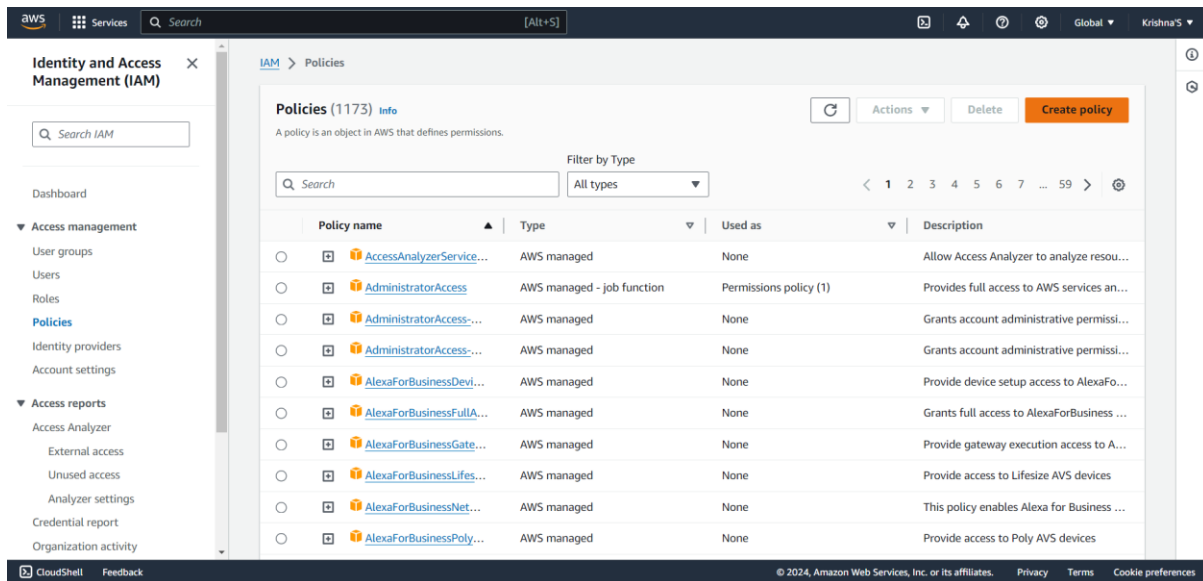 aws Services Search [Alt+S] Global Krishna'S
Identity and Access Management (IAM)
Search IAM
Dashboard
Access management
User groups
Users
Roles
Policies
Identity providers
Account settings
Access reports
Access Analyzer
External access
Unused access
Analyzer settings
Credential report
Organization activity
IAM > Policies
Policies (1173) Info
A policy is an object in AWS that defines permissions.
Actions Delete Create policy
Filter by Type
Search All types 1 2 3 4 5 6 7 ... 59
Policy name Type Used as Description
AccessAnalyzerService... AWS managed None Allow Access Analyzer to analyze resou...
AdministratorAccess AWS managed - job function Permissions policy (1) Provides full access to AWS services an...
AdministratorAccess-... AWS managed None Grants account administrative permissi...
AdministratorAccess-... AWS managed None Grants account administrative permissi...
AlexaForBusinessDevi... AWS managed None Provide device setup access to AlexaFo...
AlexaForBusinessFullA... AWS managed None Grants full access to AlexaForBusiness ...
AlexaForBusinessGate... AWS managed None Provide gateway execution access to A...
AlexaForBusinessLifes... AWS managed None Provide access to Lifesize AVS devices
AlexaForBusinessNet... AWS managed None This policy enables Alexa for Business ...
AlexaForBusinessPoly... AWS managed None Provide access to Poly AVS devices
CloudShell Feedback © 2024, Amazon Web Services, Inc. or its affiliates. Privacy Terms Cookie preferences